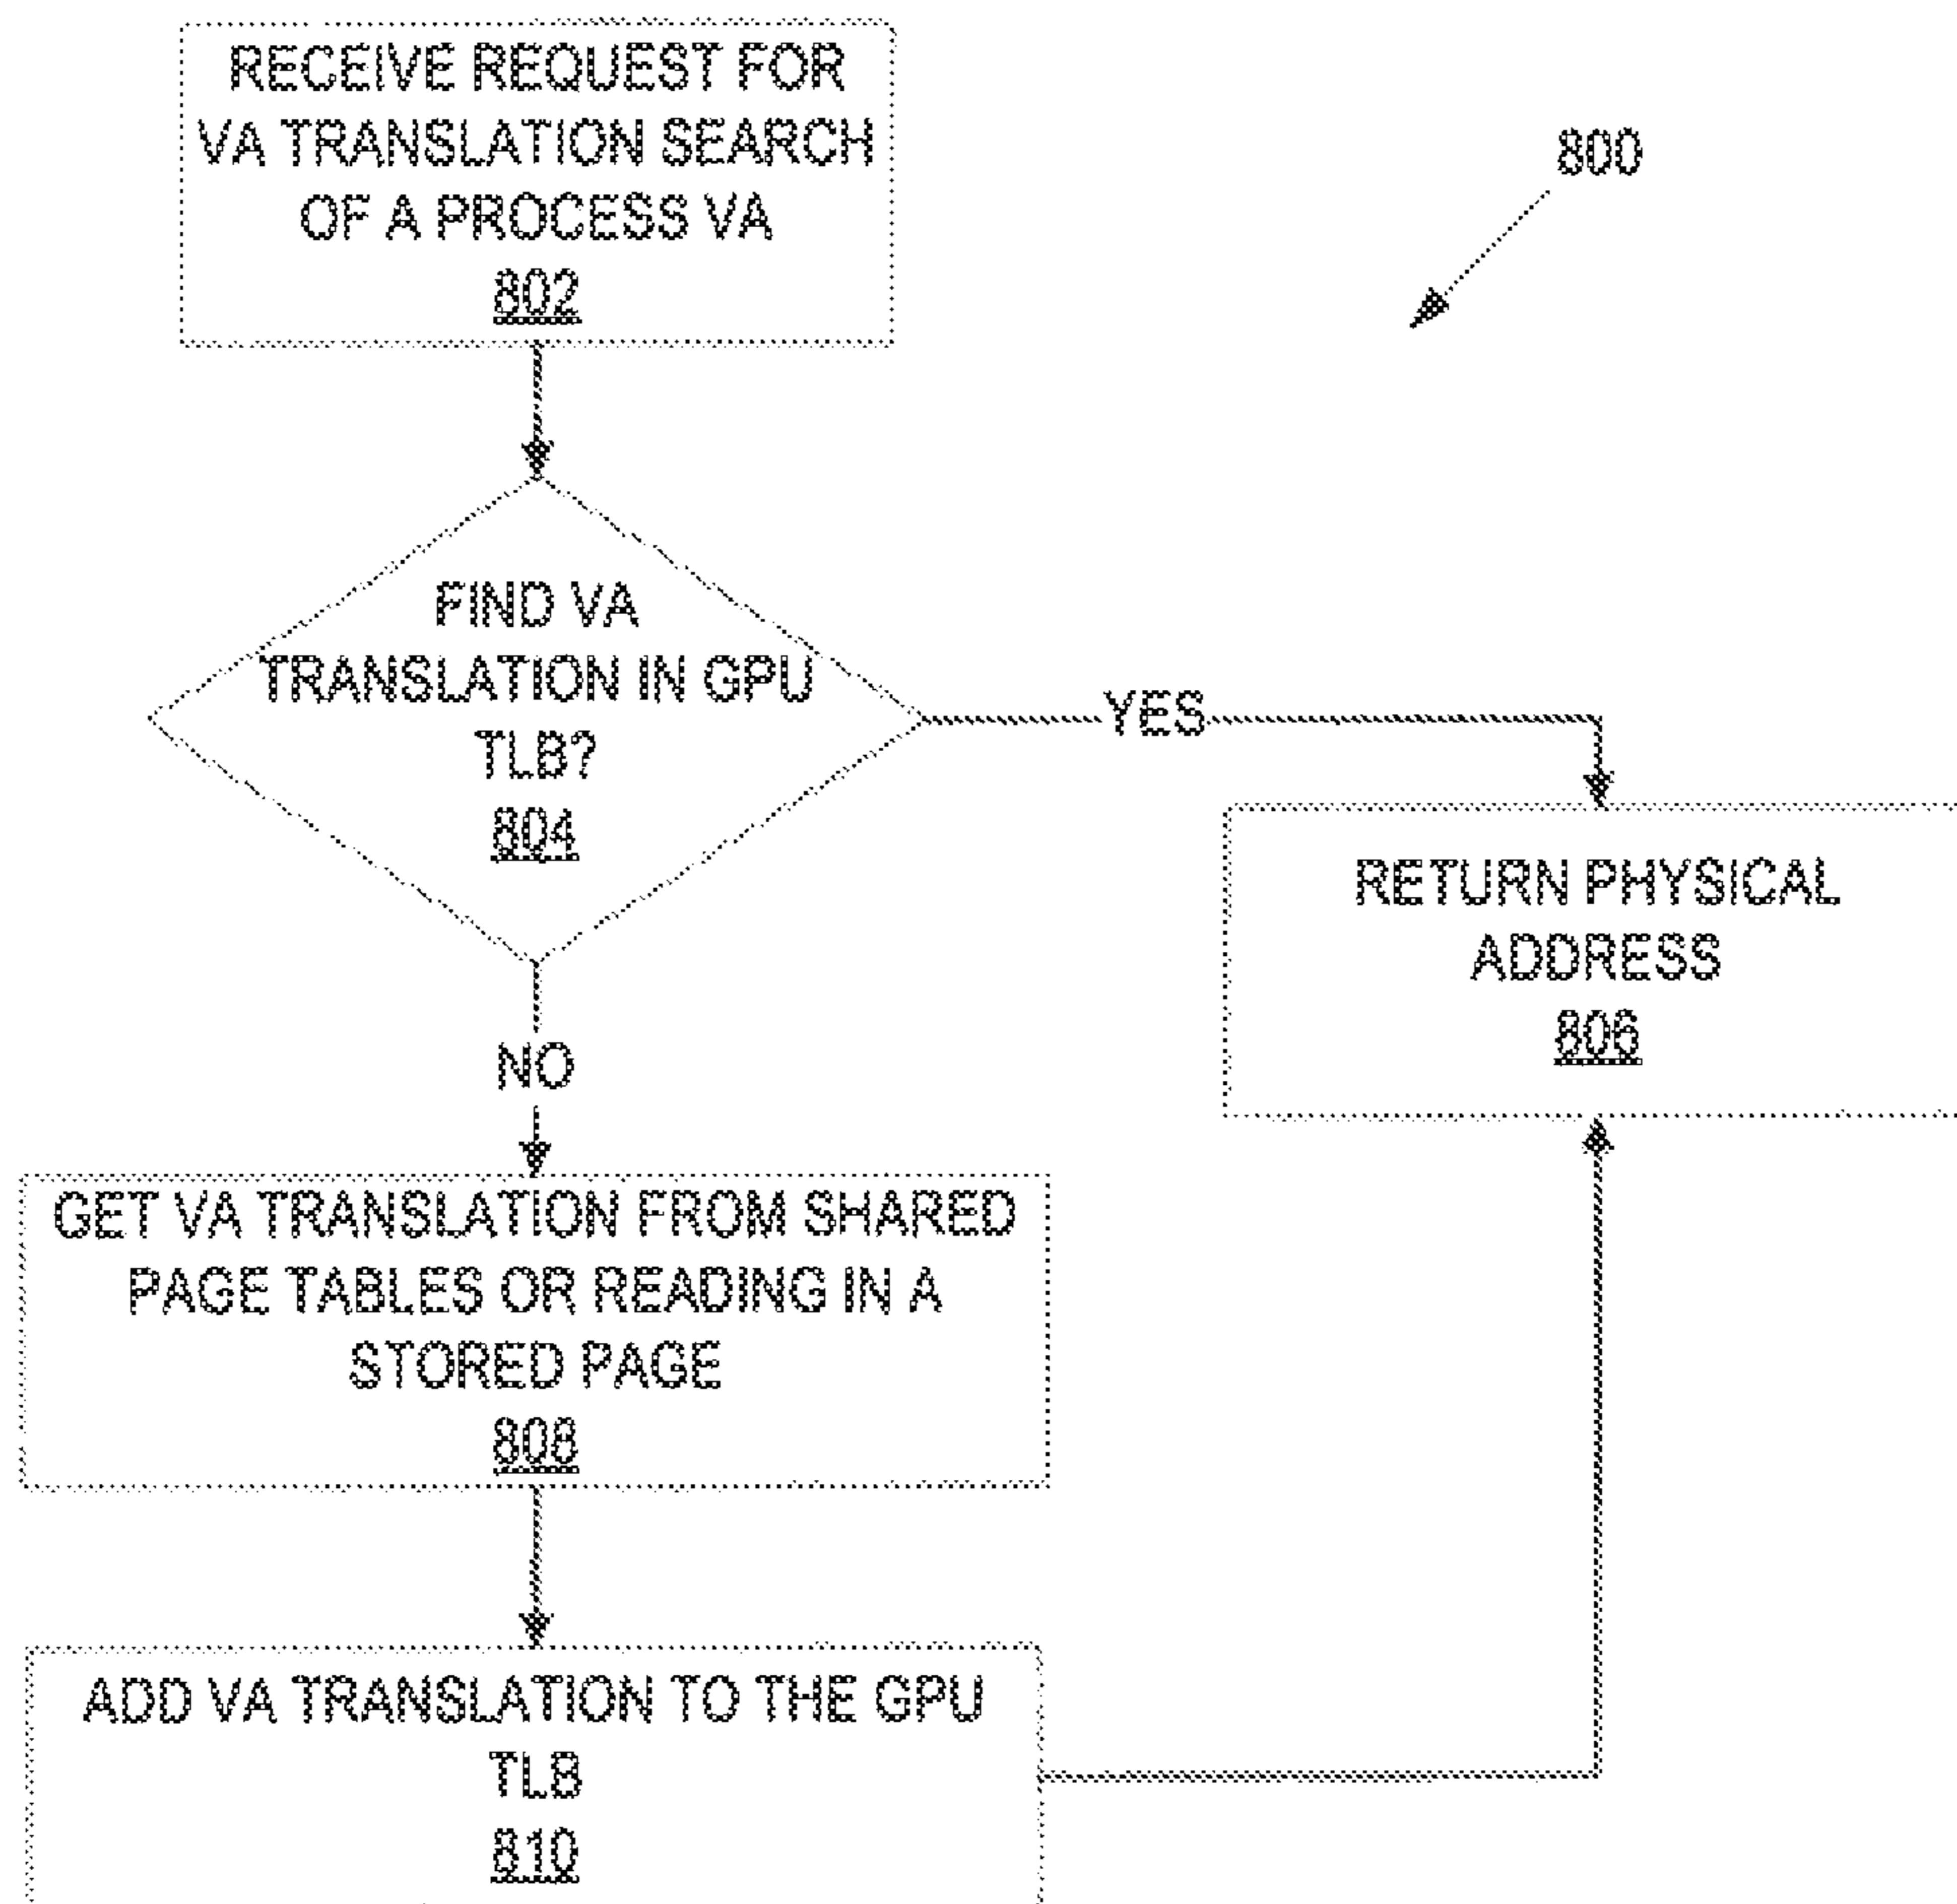 RECEIVE REQUEST FOR
VA TRANSLATION SEARCH
OF A PROCESS VA
802
800
FIND VA
TRANSLATION IN GPU
TLB?
804
YES
RETURN PHYSICAL
ADDRESS
806
NO
GET VA TRANSLATION FROM SHARED
PAGE TABLES OR READING IN A
STORED PAGE
808
ADD VA TRANSLATION TO THE GPU
TLB
810